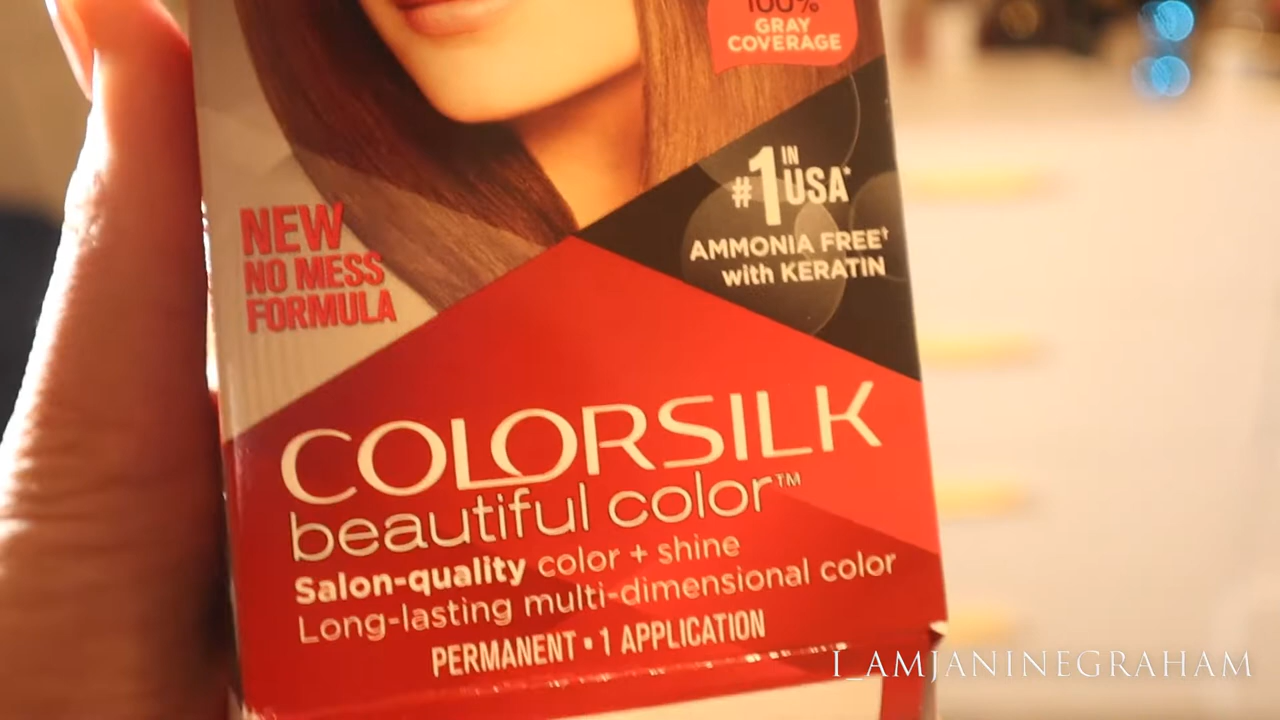 100%
GRAY
COVERAGE
#1 IN USA*
AMMONIA FREE†
with KERATIN
NEW
NO MESS
FORMULA
COLORSILK
beautiful color™
Salon-quality color + shine
Long-lasting multi-dimensional color
PERMANENT • 1 APPLICATION
I_AMJANINEGRAHAM